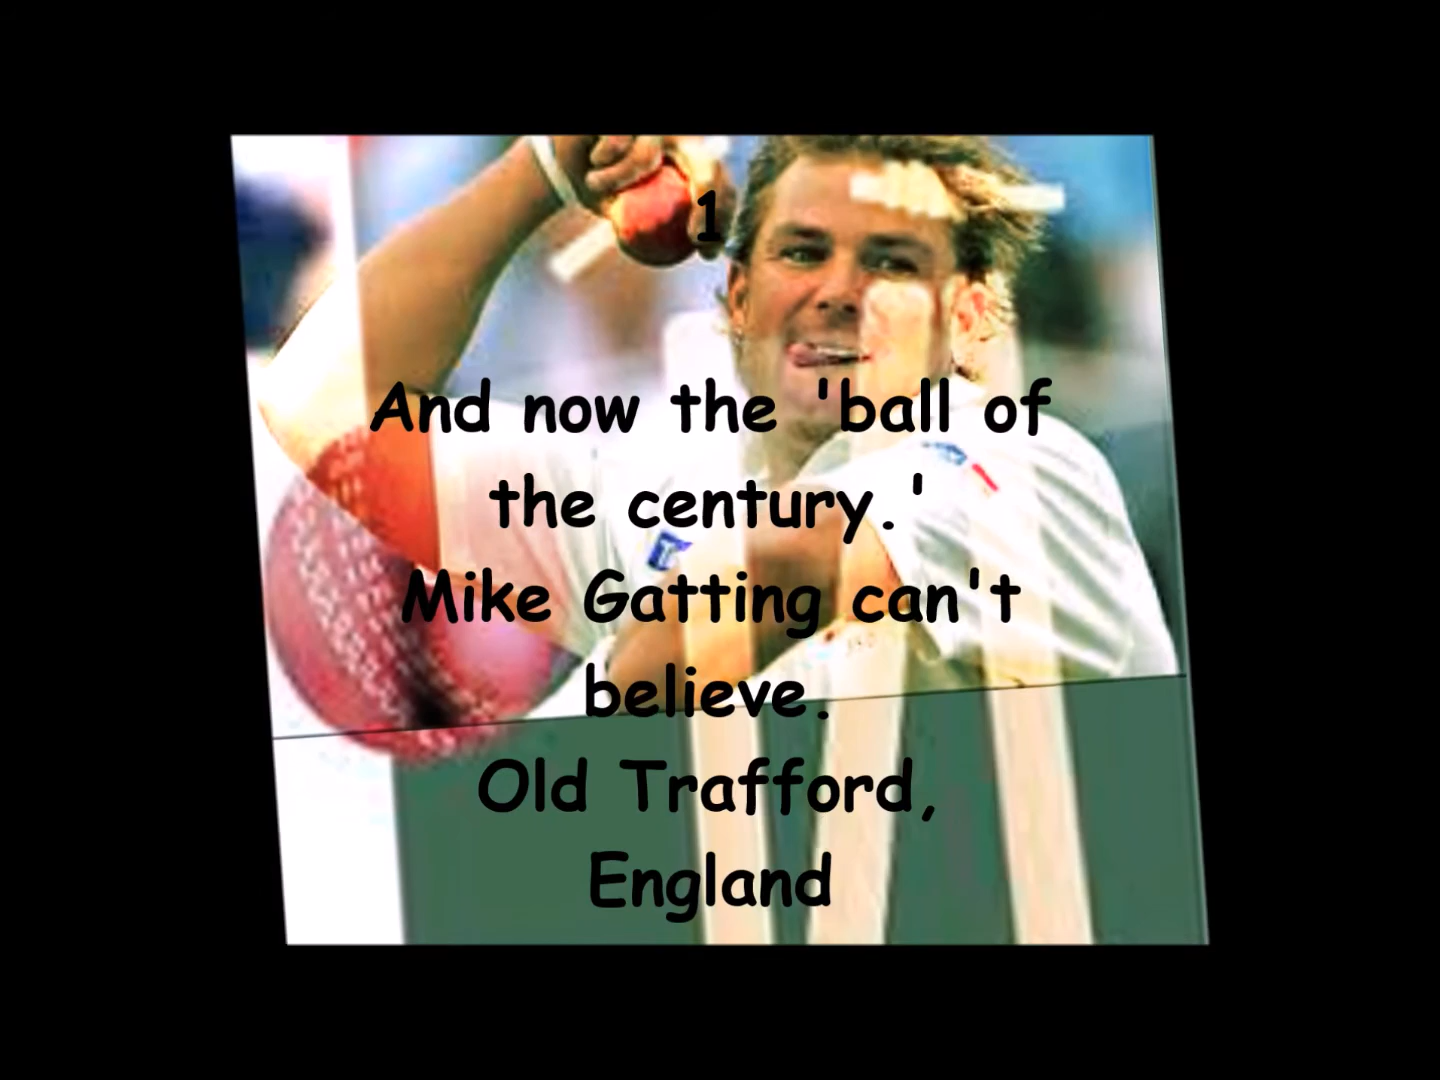 1
And now the 'ball of
the century.'
Mike Gatting can't
believe.
Old Trafford,
England